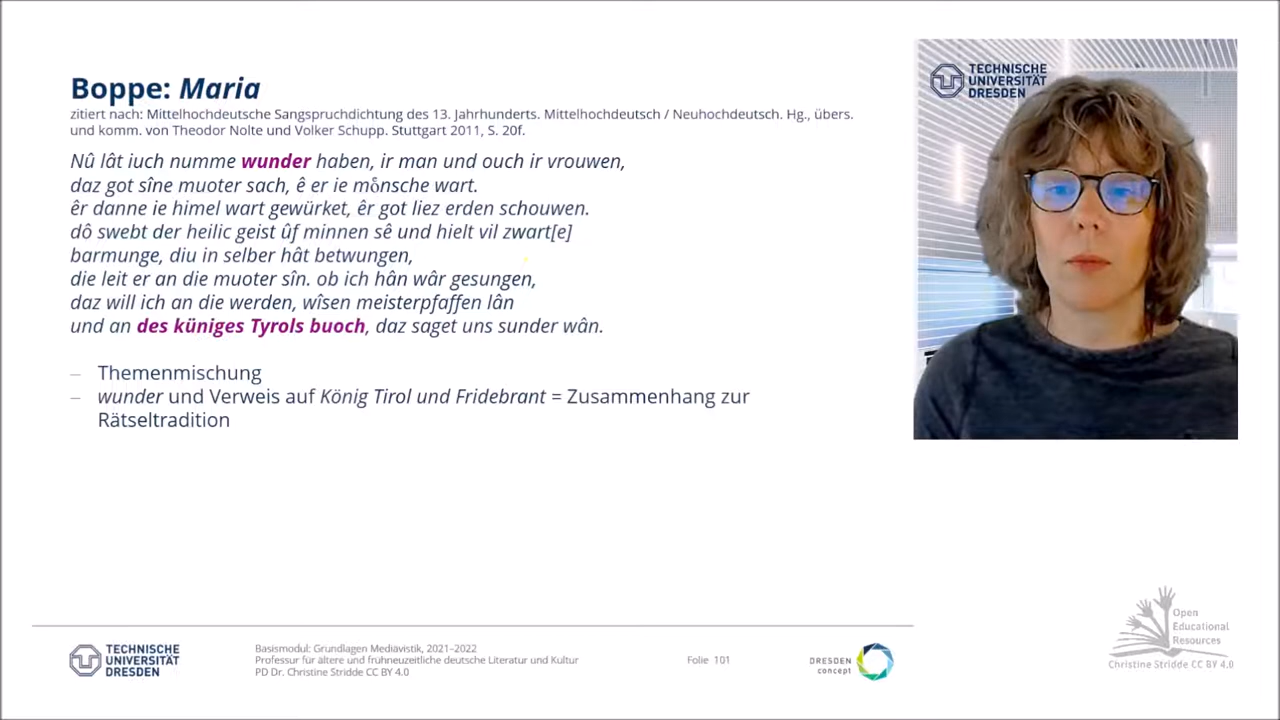 Boppe: Maria
zitiert nach: Mittelhochdeutsche Sangspruchdichtung des 13. Jahrhunderts. Mittelhochdeutsch / Neuhochdeutsch. Hg., übers.
und komm. von Theodor Nolte und Volker Schupp. Stuttgart 2011, S. 20f.
Nû lât iuch numme wunder haben, ir man und ouch ir vrouwen,
daz got sîne muoter sach, ê er ie moͤnsche wart.
êr danne ie himel wart gewürket, êr got liez erden schouwen.
dô swebt der heilic geist ûf minnen sê und hielt vil zwart[e]
barmunge, diu in selber hât betwungen,
die leit er an die muoter sîn. ob ich hân wâr gesungen,
daz will ich an die werden, wîsen meisterpfaffen lân
und an des küniges Tyrols buoch, daz saget uns sunder wân.
– Themenmischung
– wunder und Verweis auf König Tirol und Fridebrant = Zusammenhang zur
Rätseltradition
TECHNISCHE
UNIVERSITÄT
DRESDEN
TECHNISCHE
UNIVERSITÄT
DRESDEN
Basismodul: Grundlagen Mediävistik, 2021–2022
Professur für ältere und frühneuzeitliche deutsche Literatur und Kultur
PD Dr. Christine Stridde CC BY 4.0
Folie 101
DRESDEN
concept
Open
Educational
Resources
Christine Stridde CC BY 4.0